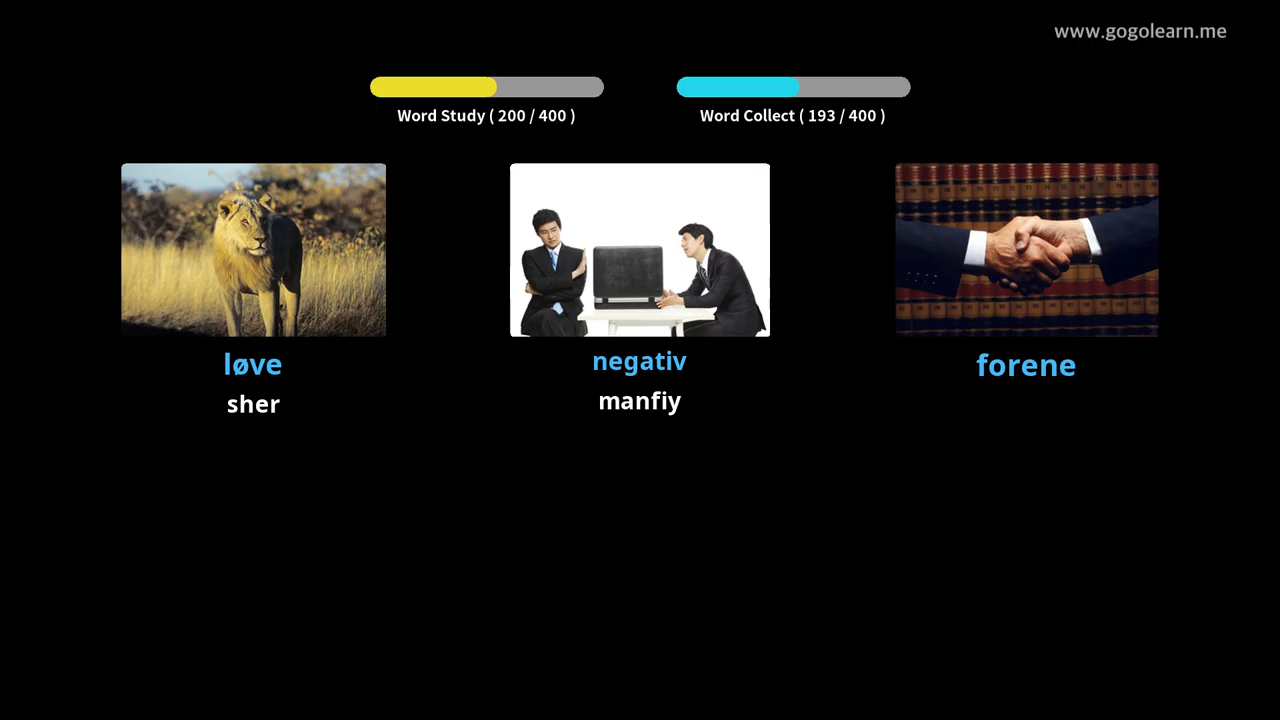 www.gogolearn.me
Word Study ( 200 / 400 )
Word Collect ( 193 / 400 )
løve
sher
negativ
manfiy
forene